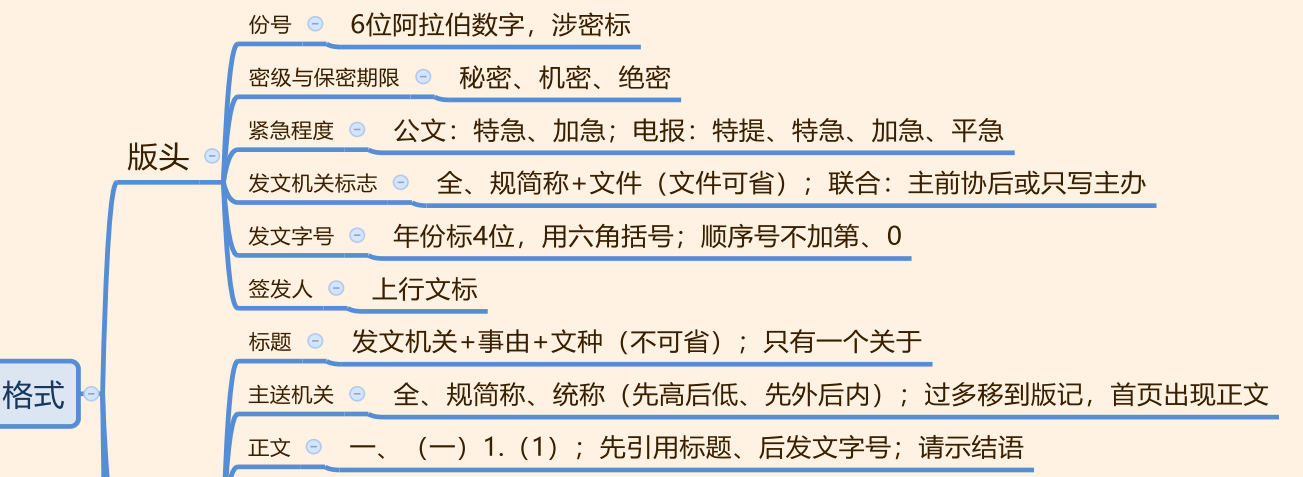 份号 6位阿拉伯数字，涉密标
密级与保密期限 秘密、机密、绝密
紧急程度 公文：特急、加急；电报：特提、特急、加急、平急
版头
发文机关标志 全、规简称+文件（文件可省）；联合：主前协后或只写主办
发文字号 年份标4位，用六角括号；顺序号不加第、0
签发人 上行文标
标题 发文机关+事由+文种（不可省）；只有一个关于
格式
主送机关 全、规简称、统称（先高后低、先外后内）；过多移到版记，首页出现正文
正文 一、（一）1.（1）；先引用标题、后发文字号；请示结语